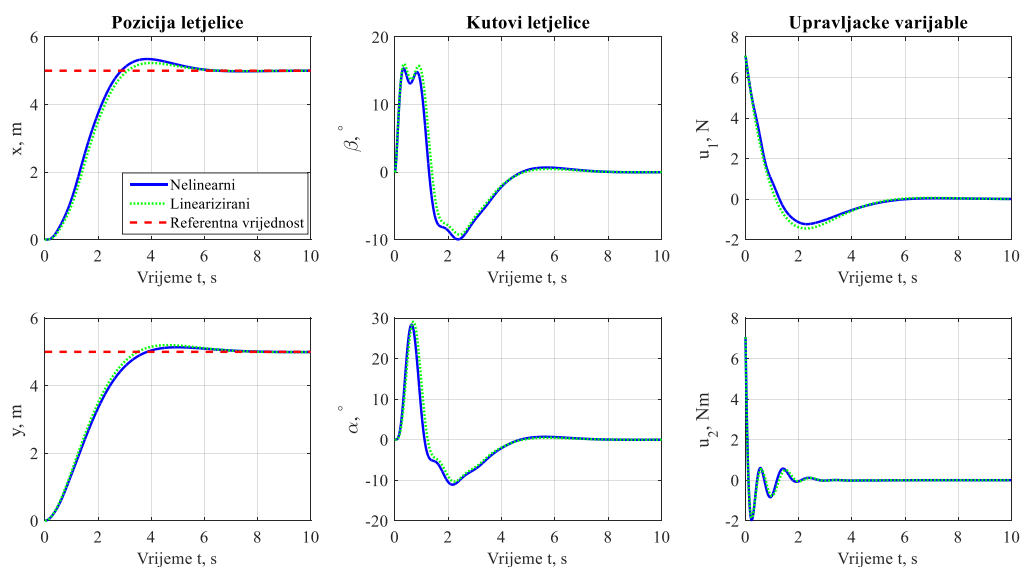 Pozicija letjelice
Kutovi letjelice
Upravljacke varijable
6
4
2
0
x, m
0 2 4 6 8 10
Vrijeme t, s
Nelinearni
Linearizirani
Referentna vrijednost
20
10
0
-10
β, °
0 2 4 6 8 10
Vrijeme t, s
8
6
4
2
0
-2
u1, N
0 2 4 6 8 10
Vrijeme t, s
6
4
2
0
y, m
0 2 4 6 8 10
Vrijeme t, s
30
20
10
0
-10
-20
α, °
0 2 4 6 8 10
Vrijeme t, s
8
6
4
2
0
-2
u2, Nm
0 2 4 6 8 10
Vrijeme t, s